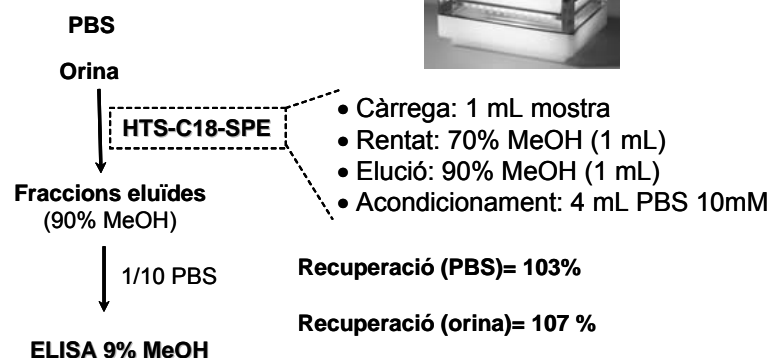 PBS
Orina
HTS-C18-SPE
• Càrrega: 1 mL mostra
• Rentat: 70% MeOH (1 mL)
• Elució: 90% MeOH (1 mL)
• Acondicionament: 4 mL PBS 10mM
Fraccions eluïdes
(90% MeOH)
1/10 PBS
Recuperació (PBS)= 103%
Recuperació (orina)= 107 %
ELISA 9% MeOH